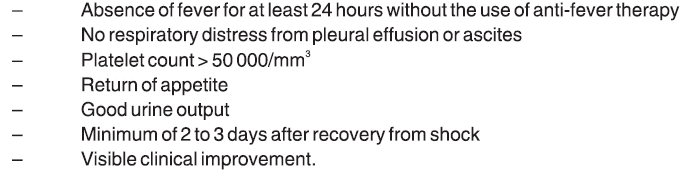 – Absence of fever for at least 24 hours without the use of anti-fever therapy
– No respiratory distress from pleural effusion or ascites
– Platelet count > 50 000/mm³
– Return of appetite
– Good urine output
– Minimum of 2 to 3 days after recovery from shock
– Visible clinical improvement.